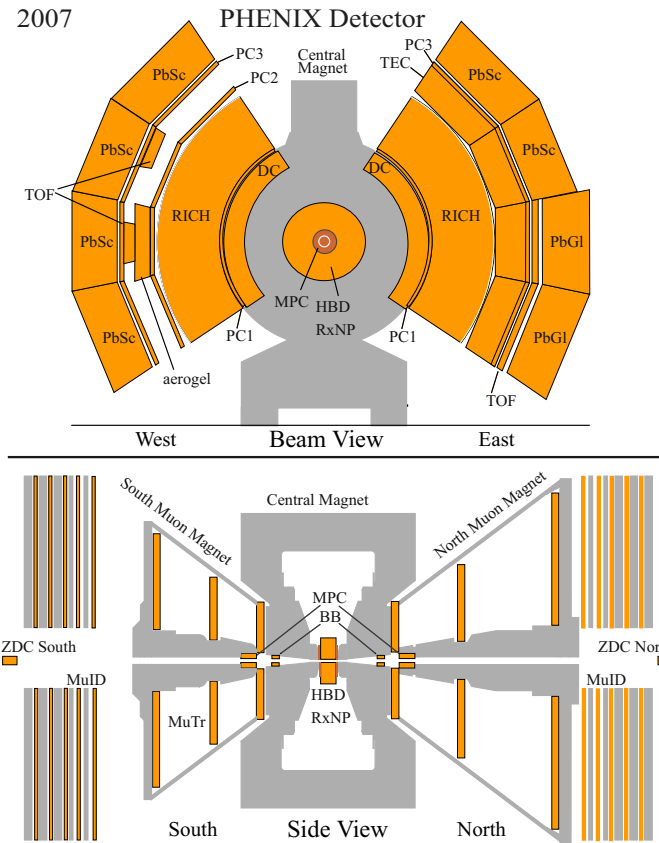 2007
PHENIX Detector
PC3
PC2
Central
Magnet
PC3
TEC
PbSc
PbSc
PbSc
PbSc
TOF
DC
DC
RICH
RICH
PbSc
PbGl
MPC
HBD
RxNP
PbSc
PC1
PC1
PbGl
aerogel
TOF
West
Beam View
East
South Muon Magnet
Central Magnet
North Muon Magnet
MPC
BB
ZDC South
ZDC Nor
MuID
HBD
RxNP
MuID
MuTr
South
Side View
North